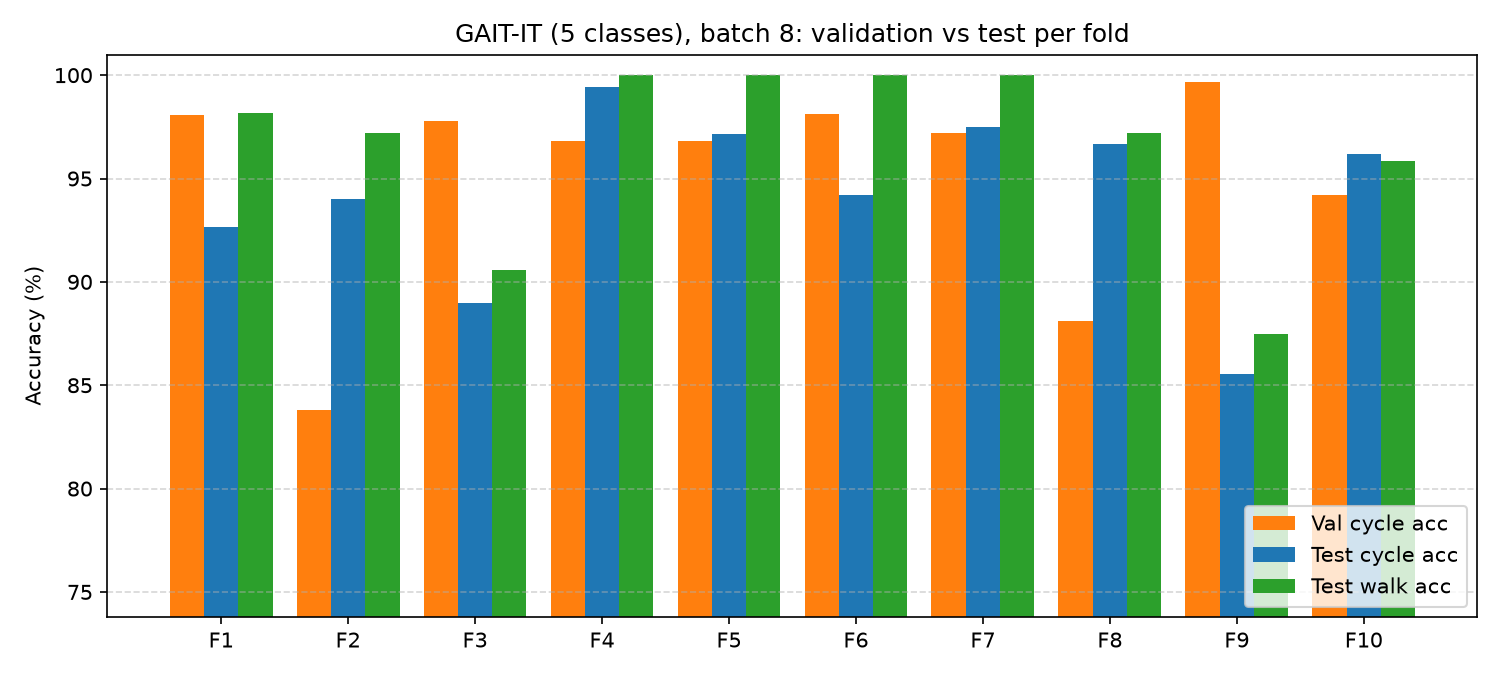 GAIT-IT (5 classes), batch 8: validation vs test per fold
Accuracy (%)
100
95
90
85
80
75
F1 F2 F3 F4 F5 F6 F7 F8 F9 F10
Val cycle acc
Test cycle acc
Test walk acc